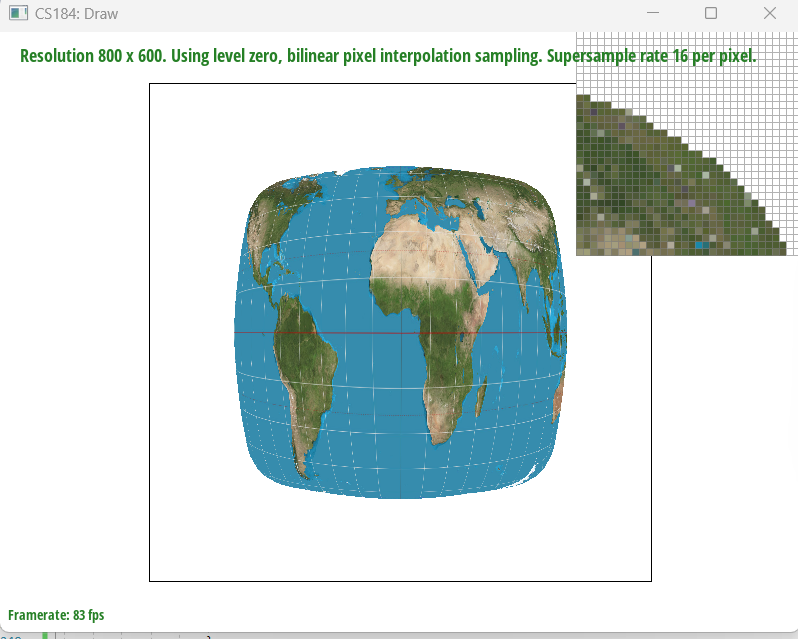 CS184: Draw
Resolution 800 x 600. Using level zero, bilinear pixel interpolation sampling. Supersample rate 16 per pixel.
Framerate: 83 fps